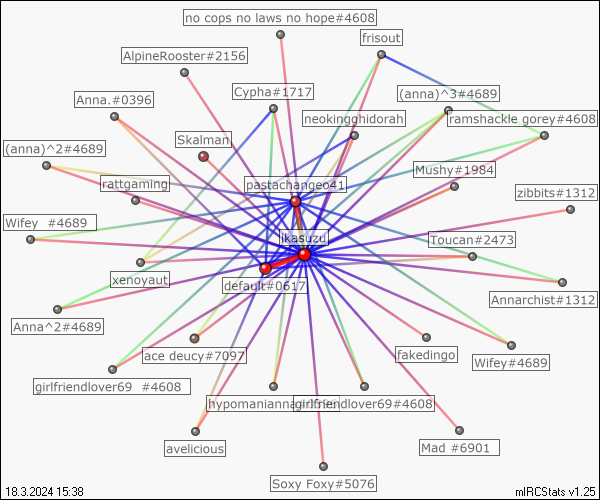 no cops no laws no hope#4608
frisout
AlpineRooster#2156
Cypha#1717
(anna)^3#4689
Anna.#0396
neokingghidorah
ramshackle gorey#4608
Skalman
(anna)^2#4689
Mushy#1984
rattgaming
pastachangeo41
zibbits#1312
Wifey #4689
jkasuzu
Toucan#2473
xenoyaut
default#0617
Annarchist#1312
Anna^2#4689
ace deucy#7097
fakedingo
Wifey#4689
girlfriendlover69 #4608
girlfriendlover69#4608
avelicious
Mad #6901
Soxy Foxy#5076
18.3.2024 15:38
mIRCStats v1.25